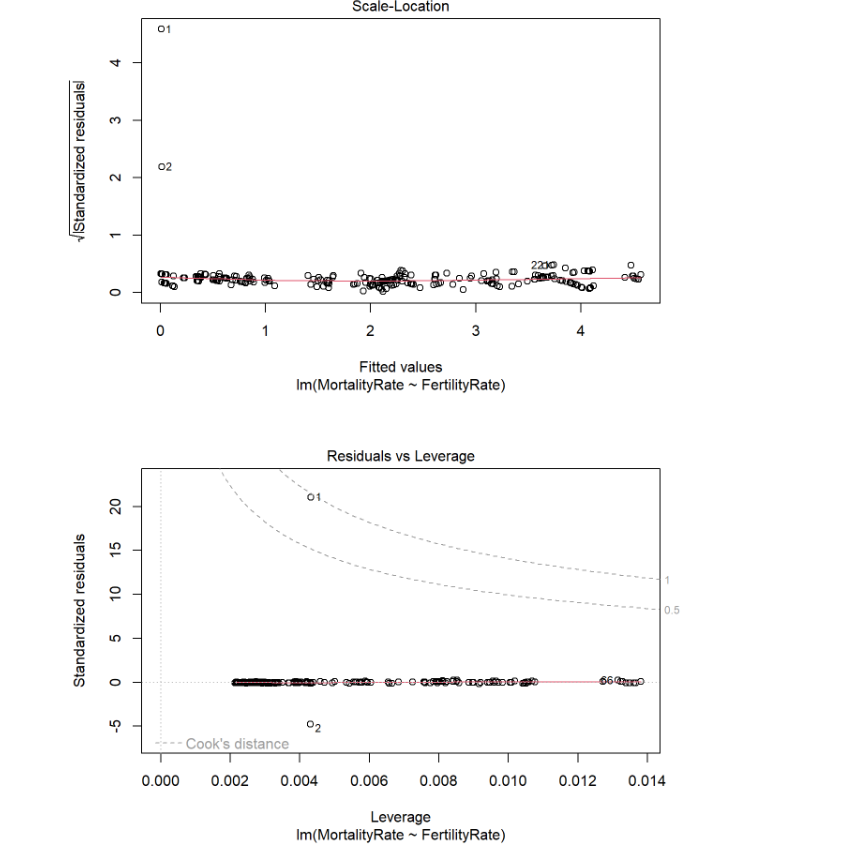 Scale-Location
1
2
√|Standardized residuals|
4
3
2
1
0
0 1 2 3 4
Fitted values
lm(MortalityRate ~ FertilityRate)
Residuals vs Leverage
1
2
Standardized residuals
20
15
10
5
0
-5
1
0.5
Cook's distance
0.000 0.002 0.004 0.006 0.008 0.010 0.012 0.014
Leverage
lm(MortalityRate ~ FertilityRate)